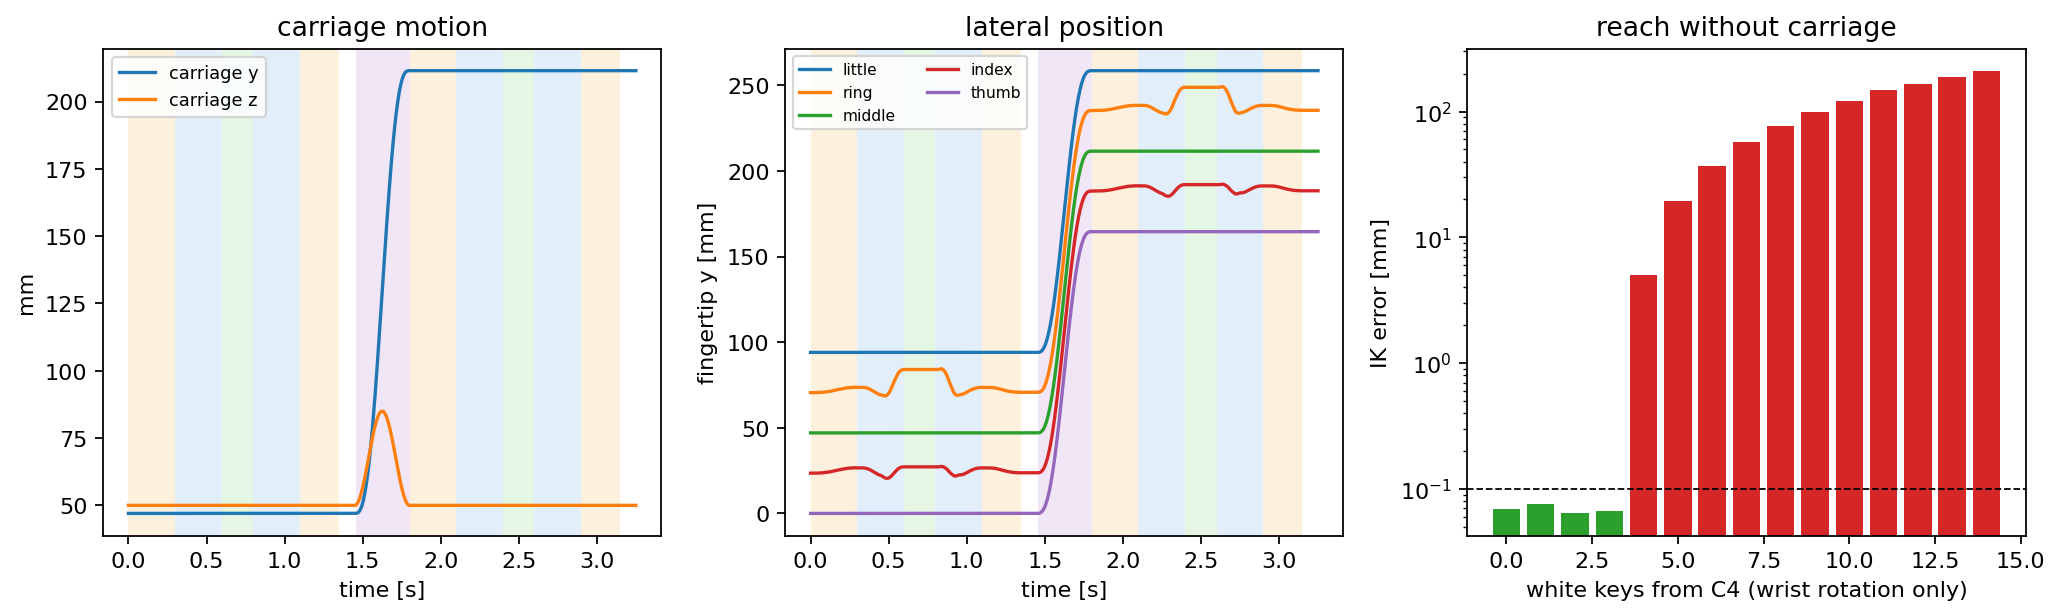 carriage motion
carriage y
carriage z
200
175
150
125
100
75
50
mm
0.0 0.5 1.0 1.5 2.0 2.5 3.0
time [s]
lateral position
little
ring
middle
index
thumb
250
200
150
100
50
0
fingertip y [mm]
0.0 0.5 1.0 1.5 2.0 2.5 3.0
time [s]
reach without carriage
10²
10¹
10⁰
10⁻¹
IK error [mm]
0.0 2.5 5.0 7.5 10.0 12.5 15.0
white keys from C4 (wrist rotation only)